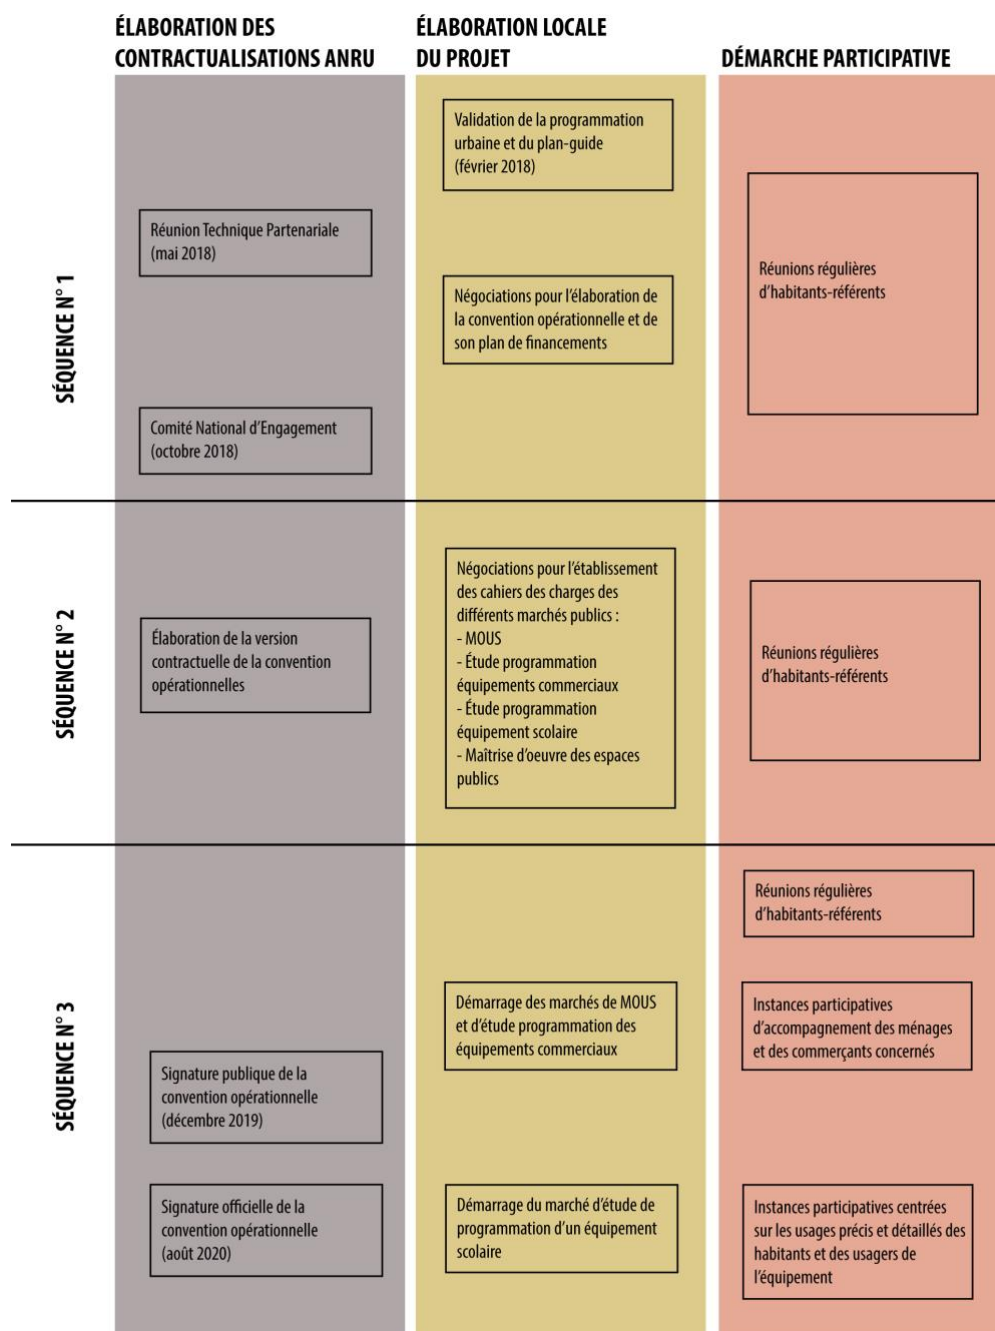 ÉLABORATION DES
CONTRACTUALISATIONS ANRU
ÉLABORATION LOCALE
DU PROJET
DÉMARCHE PARTICIPATIVE
SÉQUENCE N° 1
Réunion Technique Partenariale
(mai 2018)
Comité National d'Engagement
(octobre 2018)
Validation de la programmation
urbaine et du plan-guide
(février 2018)
Négociations pour l'élaboration de
la convention opérationnelle et de
son plan de financements
Réunions régulières
d'habitants-référents
SÉQUENCE N° 2
Élaboration de la version
contractuelle de la convention
opérationnelles
Négociations pour l'établissement
des cahiers des charges des
différents marchés publics :
- MOUS
- Étude programmation
équipements commerciaux
- Étude programmation
équipement scolaire
- Maîtrise d'oeuvre des espaces
publics
Réunions régulières
d'habitants-référents
SÉQUENCE N° 3
Signature publique de la
convention opérationnelle
(décembre 2019)
Signature officielle de la
convention opérationnelle
(août 2020)
Démarrage des marchés de MOUS
et d'étude programmation des
équipements commerciaux
Démarrage du marché d'étude de
programmation d'un équipement
scolaire
Réunions régulières
d'habitants-référents
Instances participatives
d'accompagnement des ménages
et des commerçants concernés
Instances participatives centrées
sur les usages précis et détaillés des
habitants et des usagers de
l'équipement